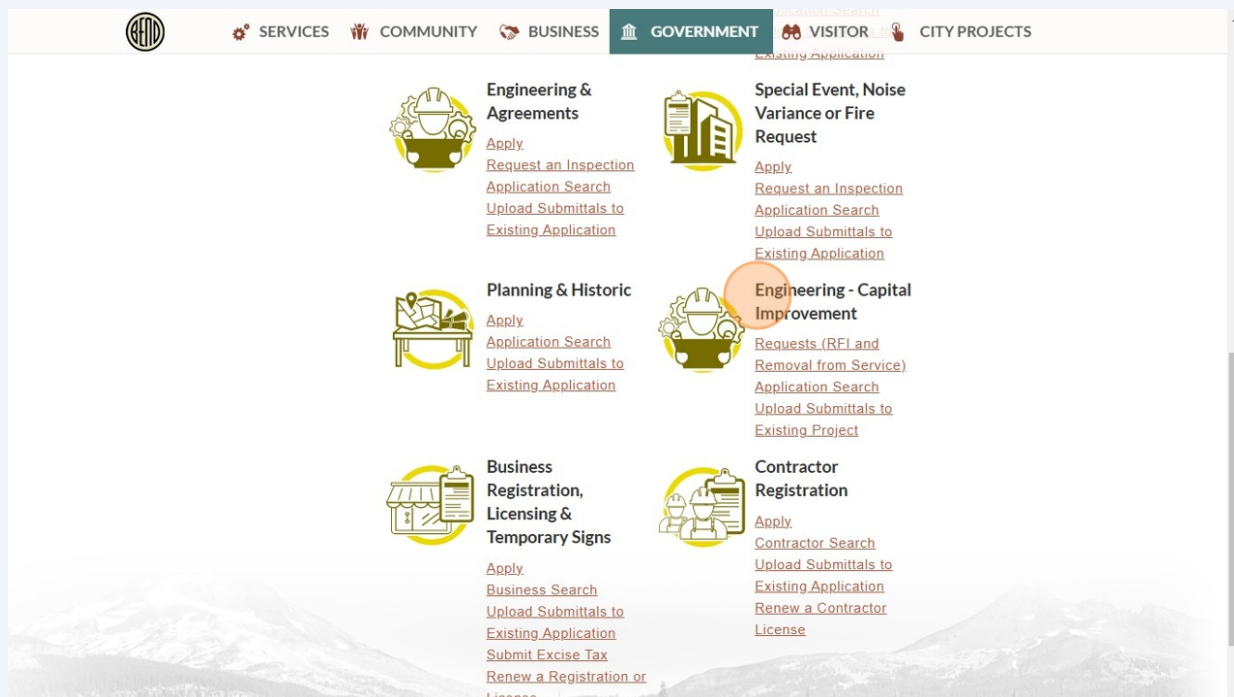 BEND
SERVICES COMMUNITY BUSINESS GOVERNMENT VISITOR CITY PROJECTS
Application Search
Existing Application
Engineering &
Agreements
Apply
Request an Inspection
Application Search
Upload Submittals to
Existing Application
Special Event, Noise
Variance or Fire
Request
Apply
Request an Inspection
Application Search
Upload Submittals to
Existing Application
Planning & Historic
Apply
Application Search
Upload Submittals to
Existing Application
Engineering - Capital
Improvement
Requests (RFI and
Removal from Service)
Application Search
Upload Submittals to
Existing Project
Business
Registration,
Licensing &
Temporary Signs
Apply
Business Search
Upload Submittals to
Existing Application
Submit Excise Tax
Renew a Registration or
License
Contractor
Registration
Apply
Contractor Search
Upload Submittals to
Existing Application
Renew a Contractor
License